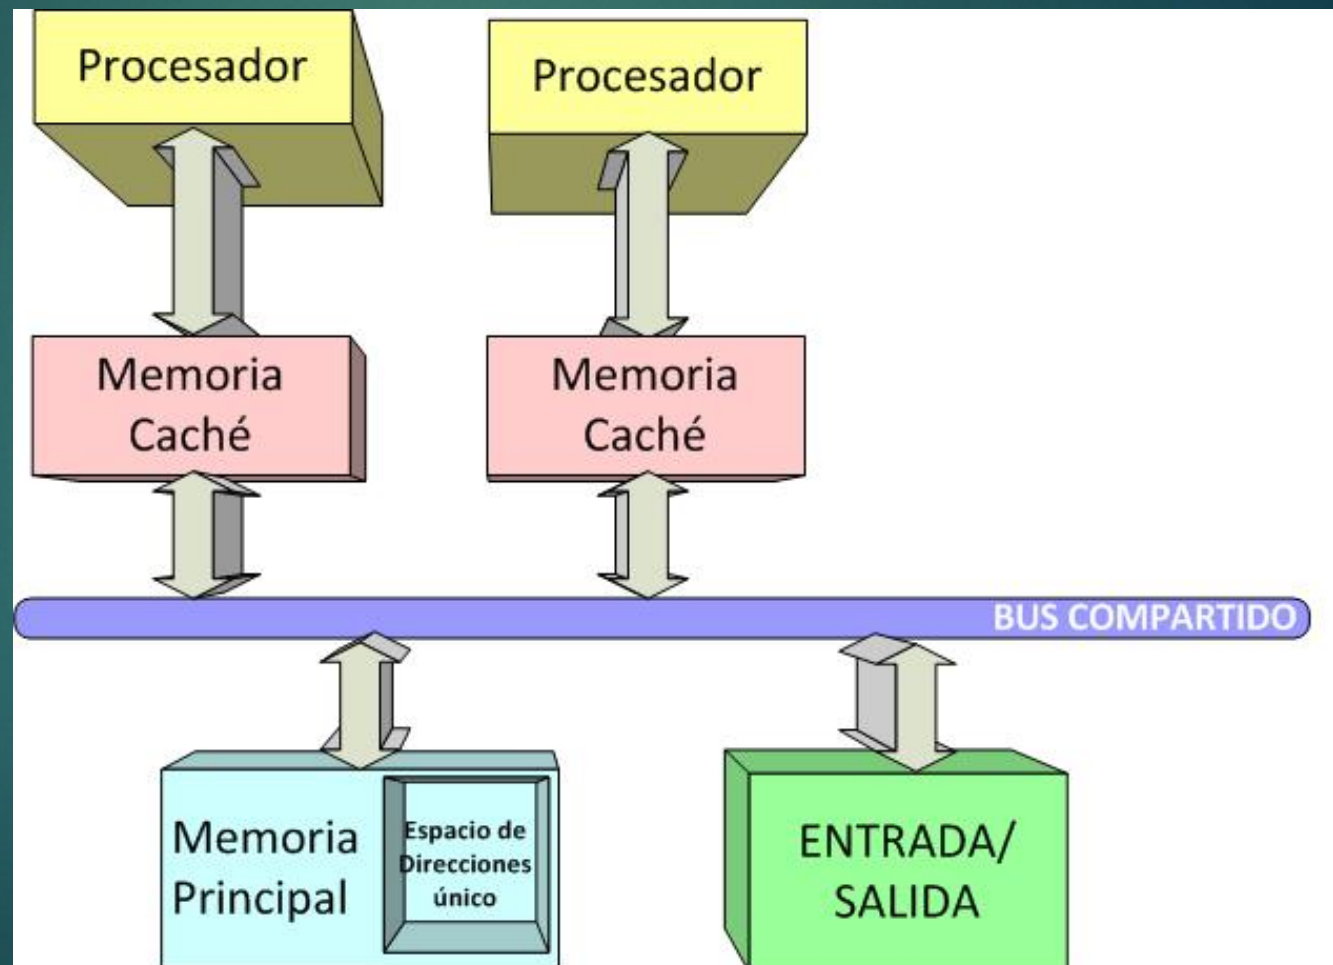 Procesador
Procesador
Memoria
Caché
Memoria
Caché
BUS COMPARTIDO
Memoria
Principal
Espacio de
Direcciones
único
ENTRADA/
SALIDA